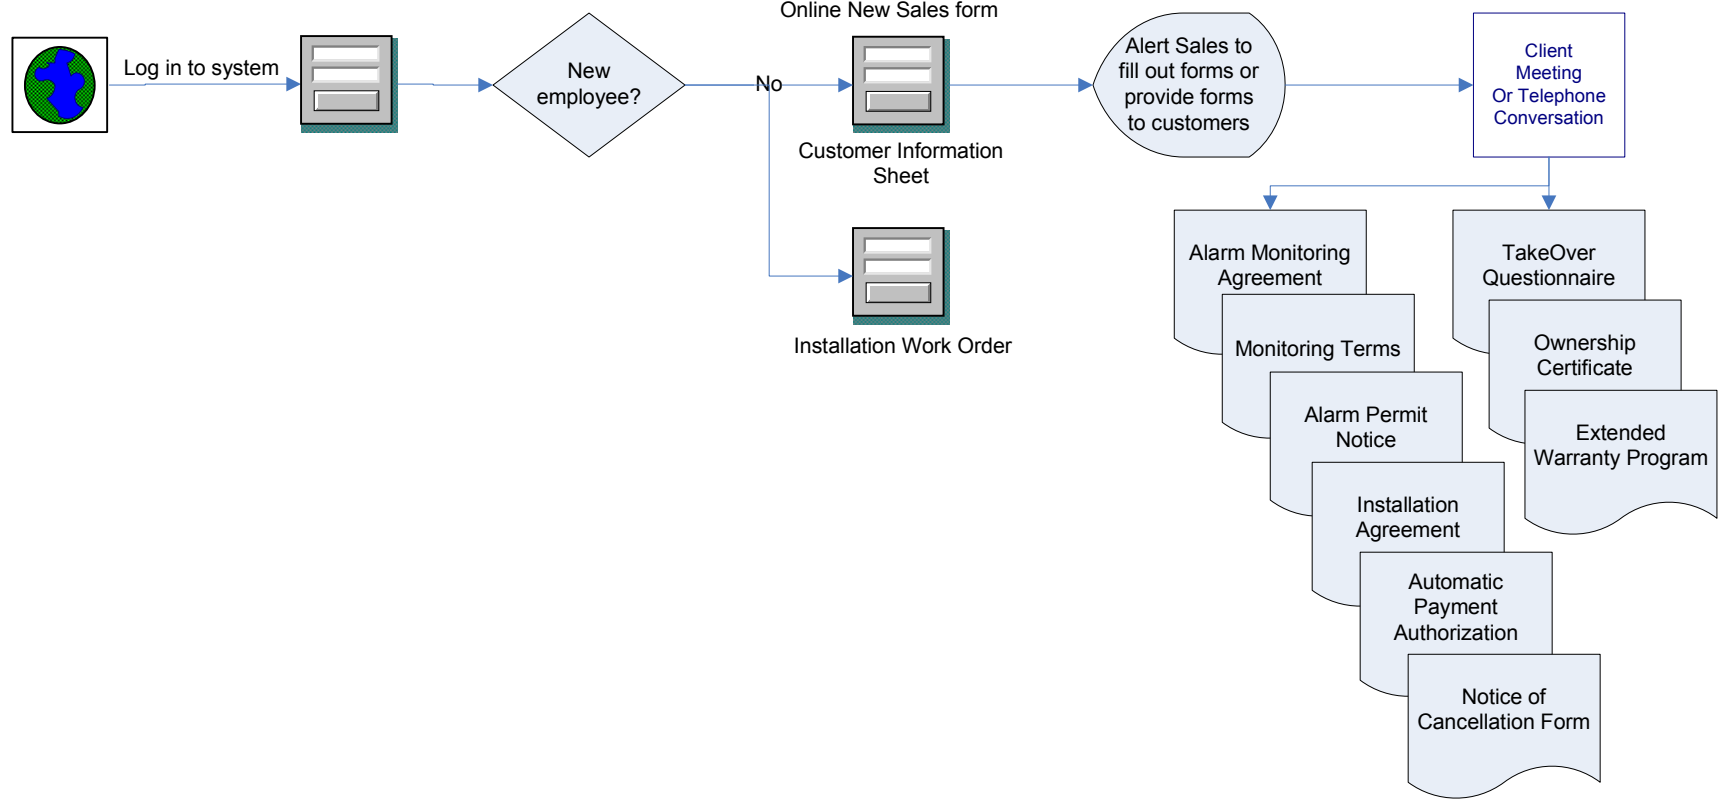 Online New Sales form
Log in to system
New
employee?
No
Customer Information
Sheet
Installation Work Order
Alert Sales to
fill out forms or
provide forms
to customers
Client
Meeting
Or Telephone
Conversation
Alarm Monitoring
Agreement
Monitoring Terms
Alarm Permit
Notice
Installation
Agreement
Automatic
Payment
Authorization
Notice of
Cancellation Form
TakeOver
Questionnaire
Ownership
Certificate
Extended
Warranty Program